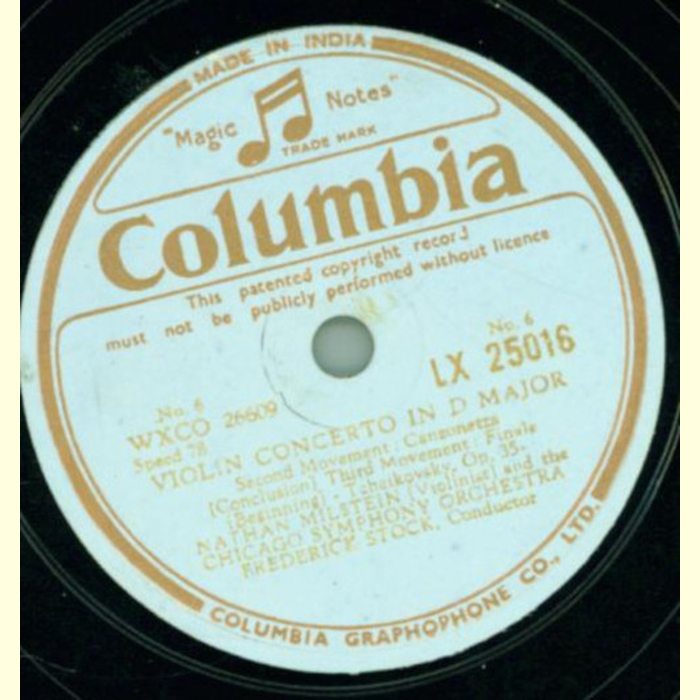 MADE IN INDIA
"Magic Notes"
TRADE MARK
Columbia
This patented copyright record
must not be publicly performed without licence
No. 6
LX 25016
No. 6
WXCO 26609
Speed 78
VIOLIN CONCERTO IN D MAJOR
Second Movement: Canzonetta
[Conclusion] Third Movement: Finale
[Beginning] - Tchaikovsky, Op. 35-
NATHAN MILSTEIN [Violinist] and the
CHICAGO SYMPHONY ORCHESTRA
FREDERICK STOCK, Conductor
COLUMBIA GRAPHOPHONE CO., LTD.